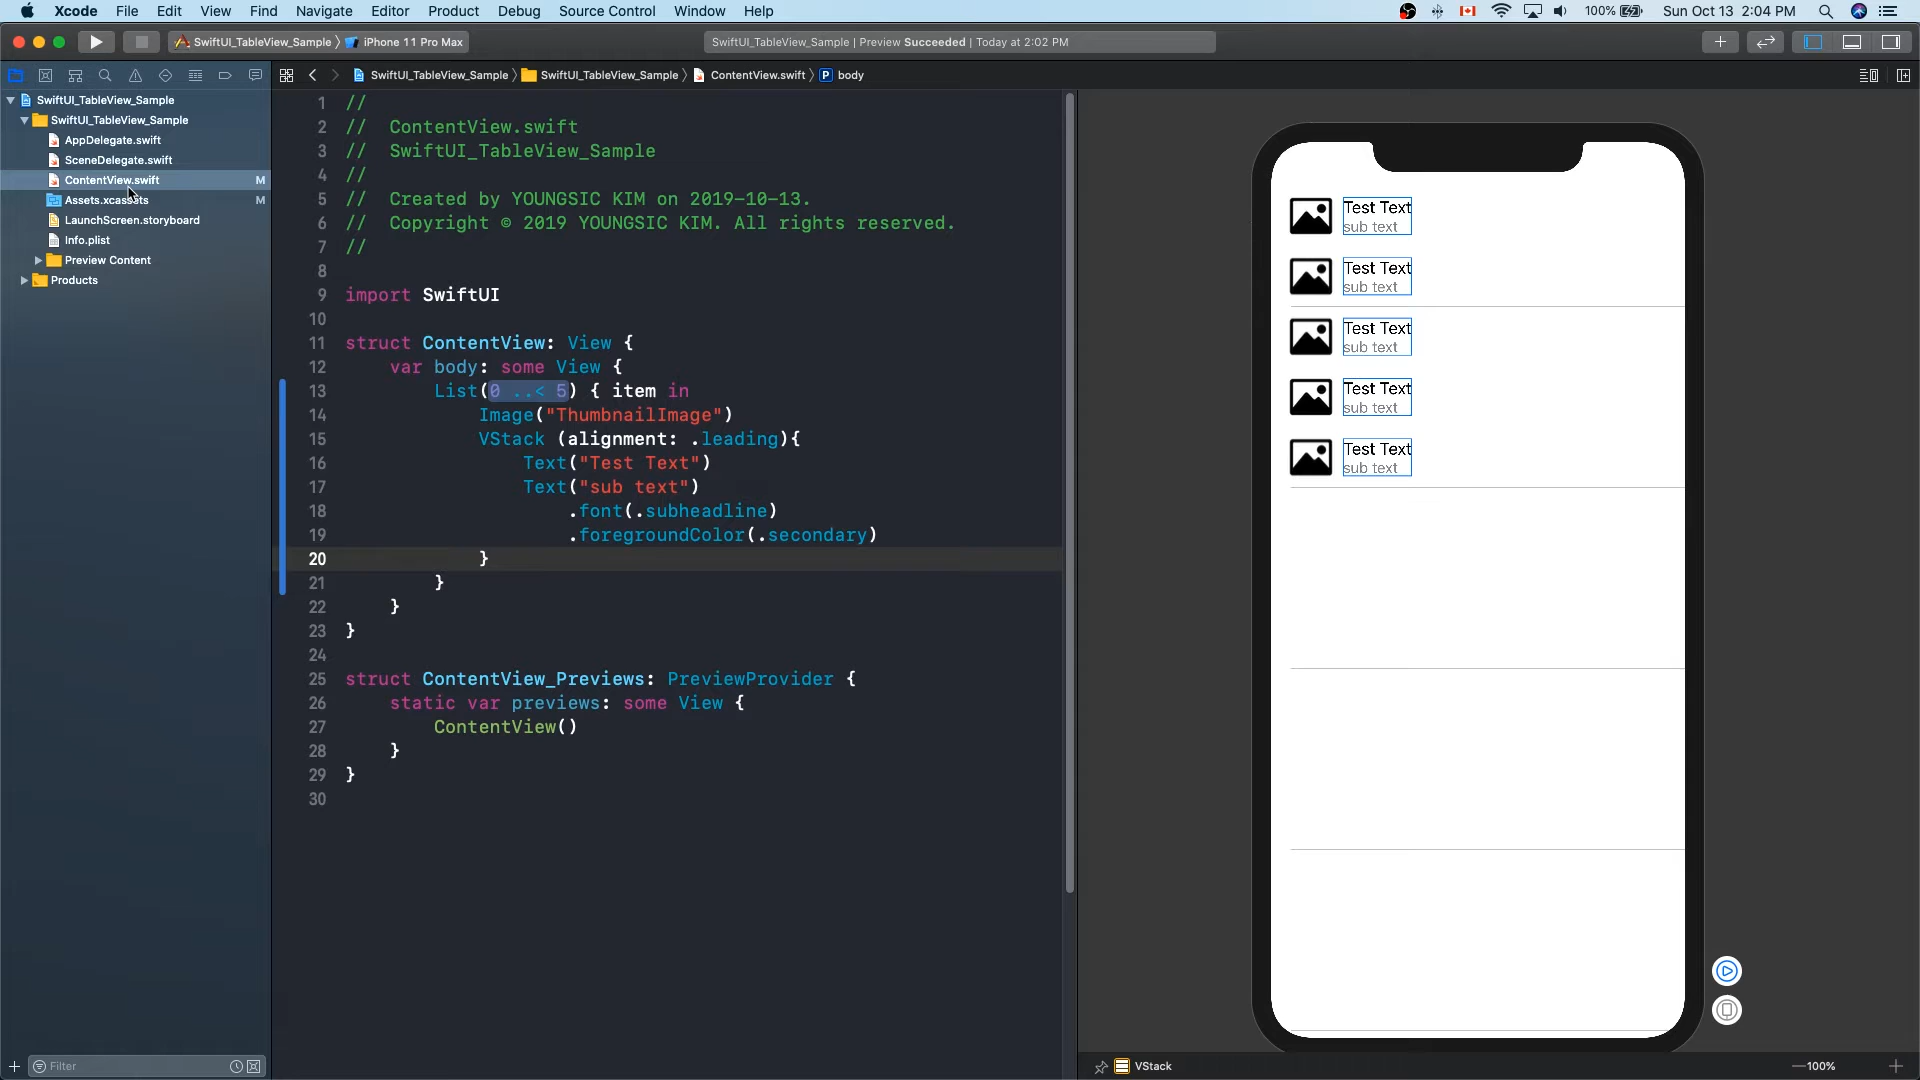 Xcode File Edit View Find Navigate Editor Product Debug Source Control Window Help 100% Sun Oct 13 2:04 PM
SwiftUI_TableView_Sample iPhone 11 Pro Max SwiftUI_TableView_Sample | Preview Succeeded | Today at 2:02 PM
SwiftUI_TableView_Sample SwiftUI_TableView_Sample ContentView.swift P body
SwiftUI_TableView_Sample
SwiftUI_TableView_Sample
AppDelegate.swift
SceneDelegate.swift
ContentView.swift M
Assets.xcassets M
LaunchScreen.storyboard
Info.plist
Preview Content
Products
Filter
1 //
2 // ContentView.swift
3 // SwiftUI_TableView_Sample
4 //
5 // Created by YOUNGSIC KIM on 2019-10-13.
6 // Copyright © 2019 YOUNGSIC KIM. All rights reserved.
7 //
8
9 import SwiftUI
10
11 struct ContentView: View {
12 var body: some View {
13 List(0 ..< 5) { item in
14 Image("ThumbnailImage")
15 VStack (alignment: .leading){
16 Text("Test Text")
17 Text("sub text")
18 .font(.subheadline)
19 .foregroundColor(.secondary)
20 }
21 }
22 }
23 }
24
25 struct ContentView_Previews: PreviewProvider {
26 static var previews: some View {
27 ContentView()
28 }
29 }
30
Test Text
sub text
Test Text
sub text
Test Text
sub text
Test Text
sub text
Test Text
sub text
VStack 100%